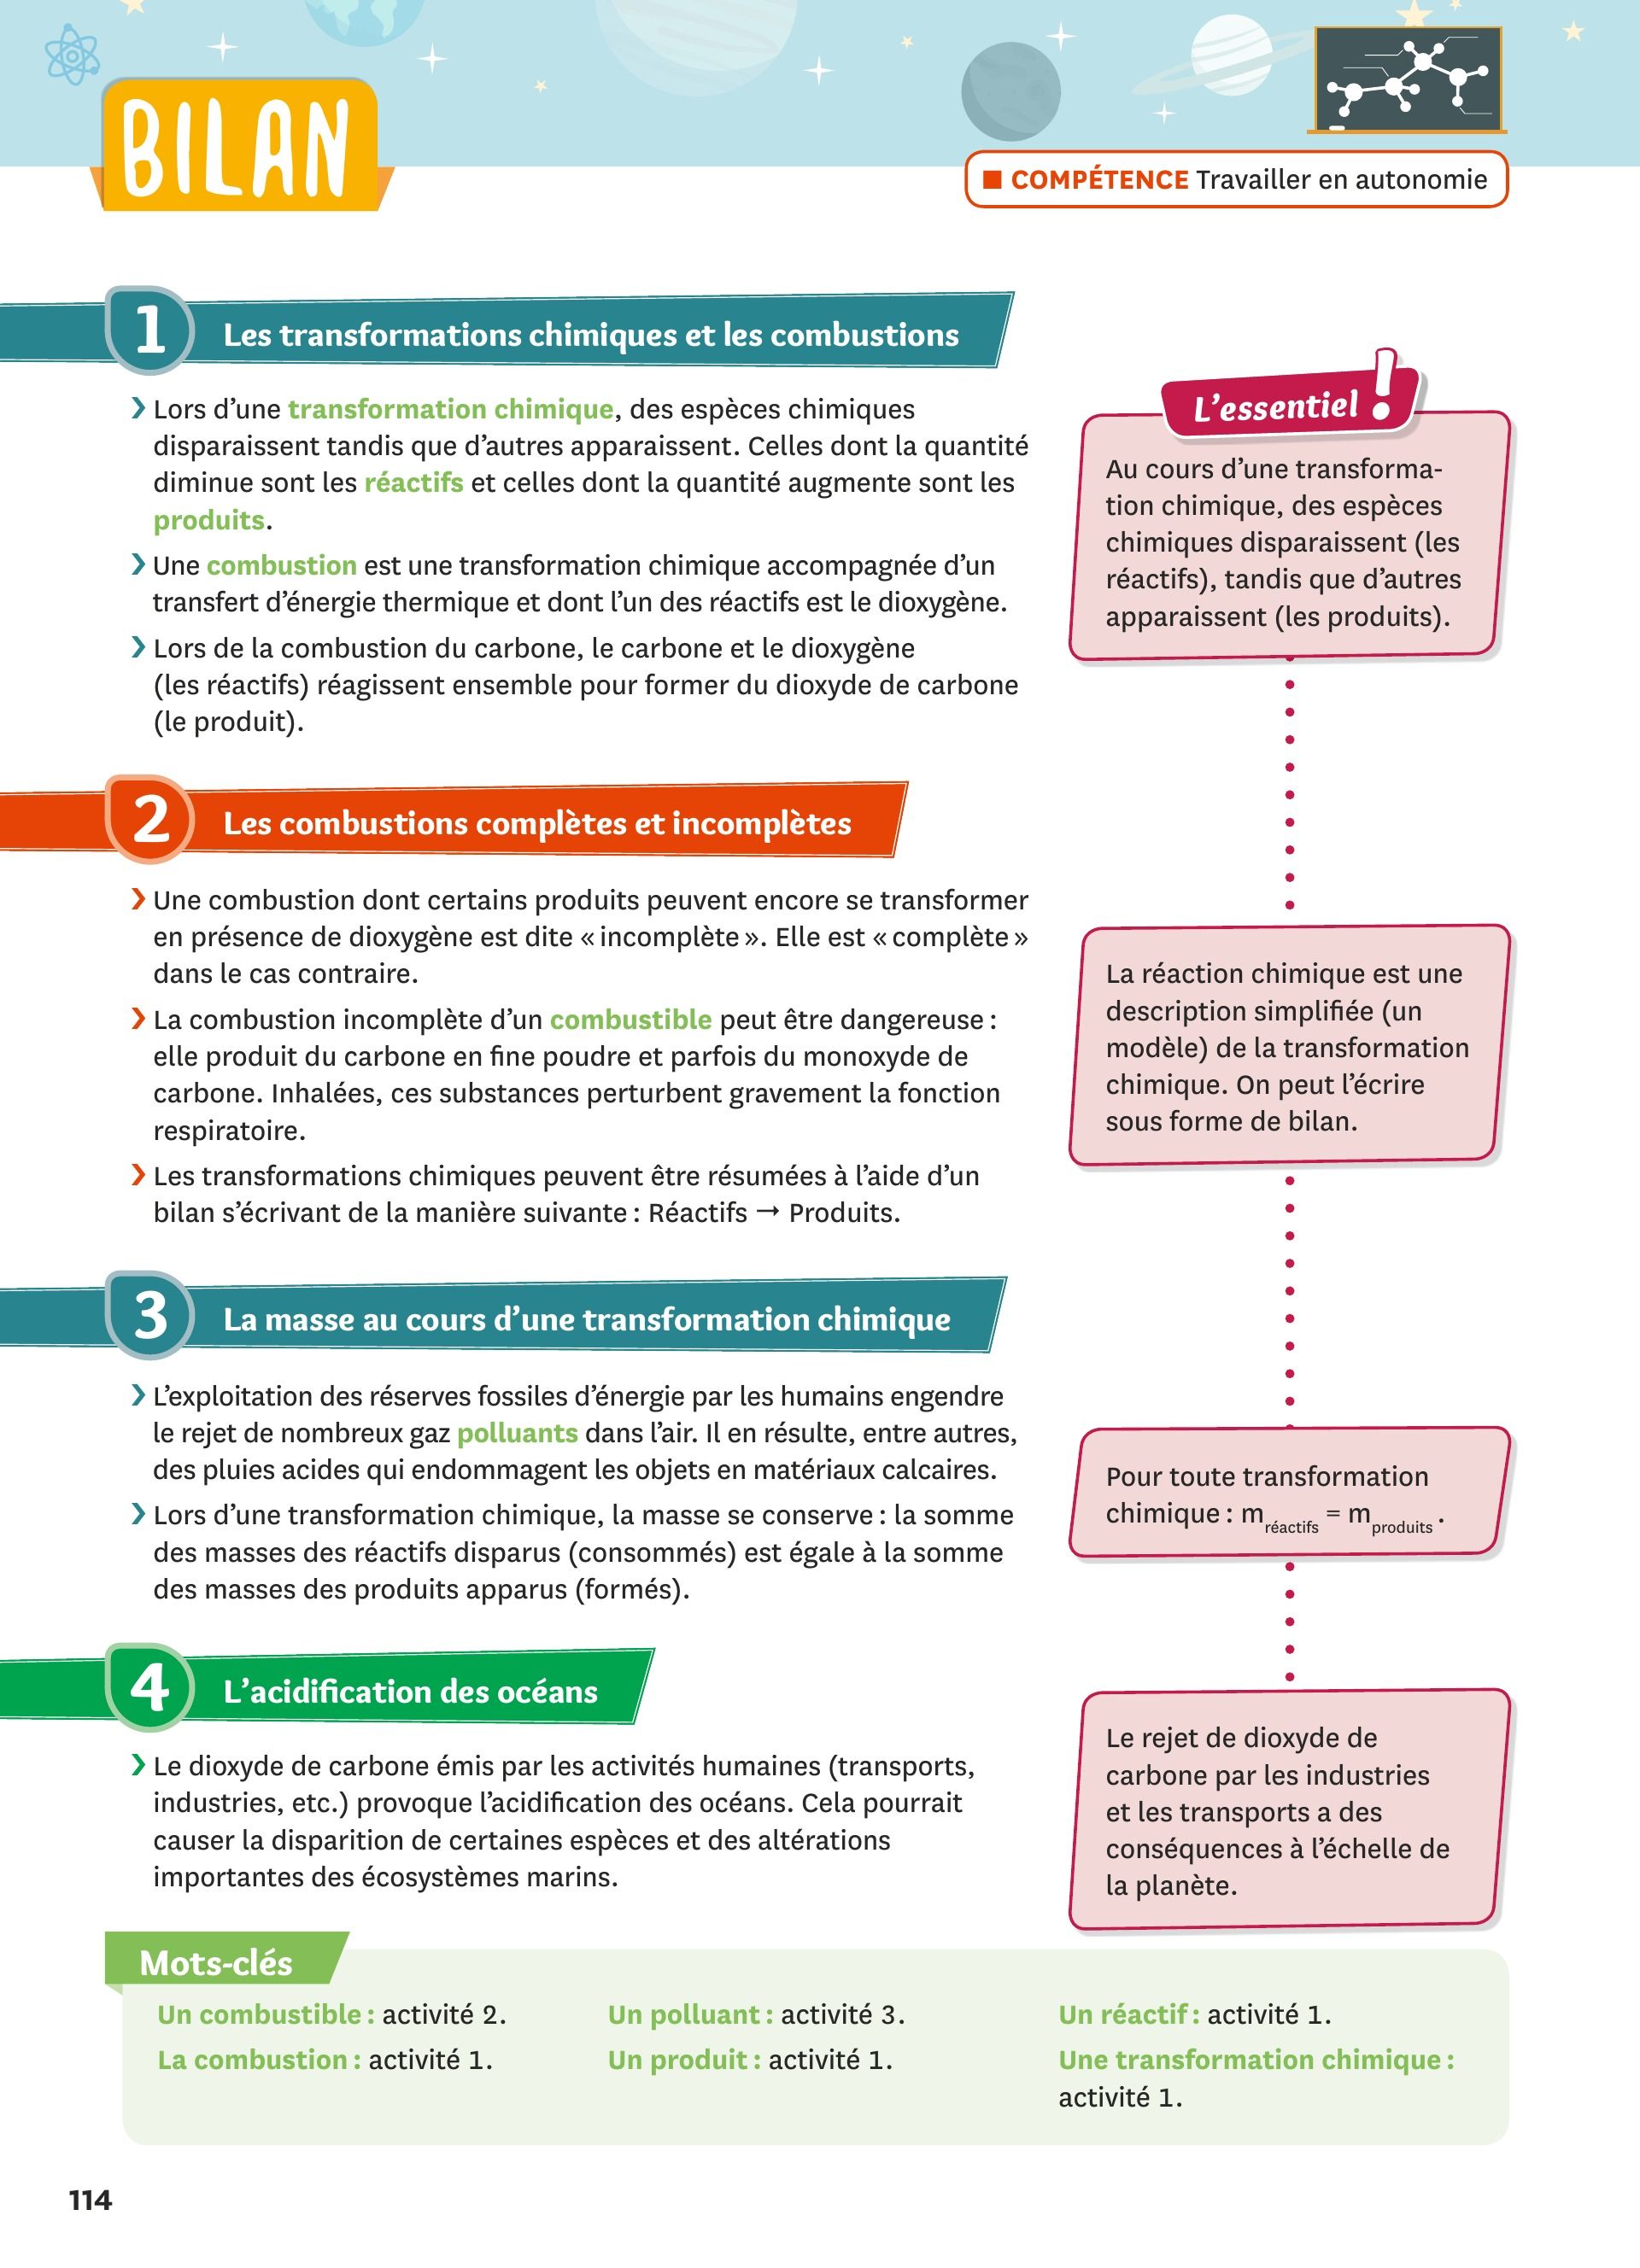 BILAN
■ COMPÉTENCE Travailler en autonomie
1 Les transformations chimiques et les combustions
❯ Lors d’une transformation chimique, des espèces chimiques
disparaissent tandis que d’autres apparaissent. Celles dont la quantité
diminue sont les réactifs et celles dont la quantité augmente sont les
produits.
❯ Une combustion est une transformation chimique accompagnée d’un
transfert d’énergie thermique et dont l’un des réactifs est le dioxygène.
❯ Lors de la combustion du carbone, le carbone et le dioxygène
(les réactifs) réagissent ensemble pour former du dioxyde de carbone
(le produit).
L’essentiel !
Au cours d’une transforma-
tion chimique, des espèces
chimiques disparaissent (les
réactifs), tandis que d’autres
apparaissent (les produits).
2 Les combustions complètes et incomplètes
❯ Une combustion dont certains produits peuvent encore se transformer
en présence de dioxygène est dite « incomplète ». Elle est « complète »
dans le cas contraire.
❯ La combustion incomplète d’un combustible peut être dangereuse :
elle produit du carbone en fine poudre et parfois du monoxyde de
carbone. Inhalées, ces substances perturbent gravement la fonction
respiratoire.
❯ Les transformations chimiques peuvent être résumées à l’aide d’un
bilan s’écrivant de la manière suivante : Réactifs → Produits.
La réaction chimique est une
description simplifiée (un
modèle) de la transformation
chimique. On peut l’écrire
sous forme de bilan.
3 La masse au cours d’une transformation chimique
❯ L’exploitation des réserves fossiles d’énergie par les humains engendre
le rejet de nombreux gaz polluants dans l’air. Il en résulte, entre autres,
des pluies acides qui endommagent les objets en matériaux calcaires.
❯ Lors d’une transformation chimique, la masse se conserve : la somme
des masses des réactifs disparus (consommés) est égale à la somme
des masses des produits apparus (formés).
Pour toute transformation
chimique : m réactifs = m produits .
4 L’acidification des océans
❯ Le dioxyde de carbone émis par les activités humaines (transports,
industries, etc.) provoque l’acidification des océans. Cela pourrait
causer la disparition de certaines espèces et des altérations
importantes des écosystèmes marins.
Le rejet de dioxyde de
carbone par les industries
et les transports a des
conséquences à l’échelle de
la planète.
Mots-clés
Un combustible : activité 2.
La combustion : activité 1.
Un polluant : activité 3.
Un produit : activité 1.
Un réactif : activité 1.
Une transformation chimique :
activité 1.
114